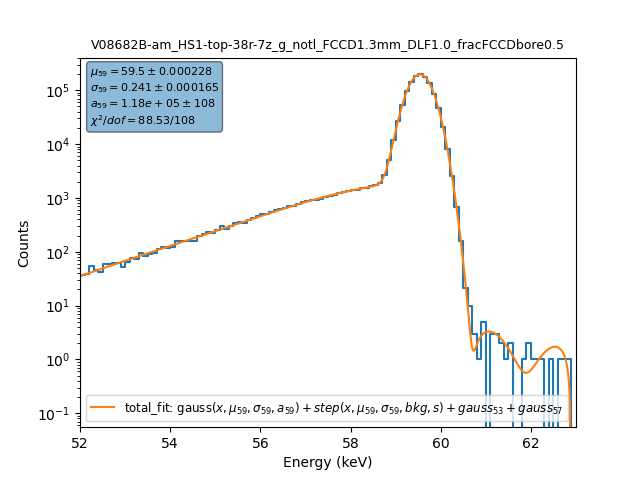 V08682B-am_HS1-top-38r-7z_g_notl_FCCD1.3mm_DLF1.0_fracFCCDbore0.5
μ₅₉ = 59.5 ± 0.000228
σ₅₉ = 0.241 ± 0.000165
a₅₉ = 1.18e + 05 ± 108
χ²/dof = 88.53/108
10⁵
10⁴
10³
10²
10¹
10⁰
10⁻¹
Counts
total_fit: gauss(x, μ₅₉, σ₅₉, a₅₉) + step(x, μ₅₉, σ₅₉, bkg, s) + gauss₅₃ + gauss₅₇
52 54 56 58 60 62
Energy (keV)